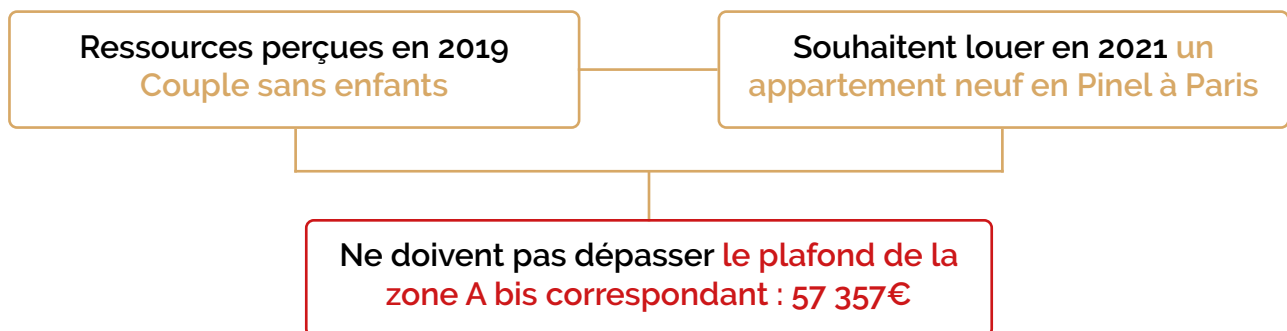 Ressources perçues en 2019
Couple sans enfants
Souhaitent louer en 2021 un
appartement neuf en Pinel à Paris
Ne doivent pas dépasser le plafond de la
zone A bis correspondant : 57 357€